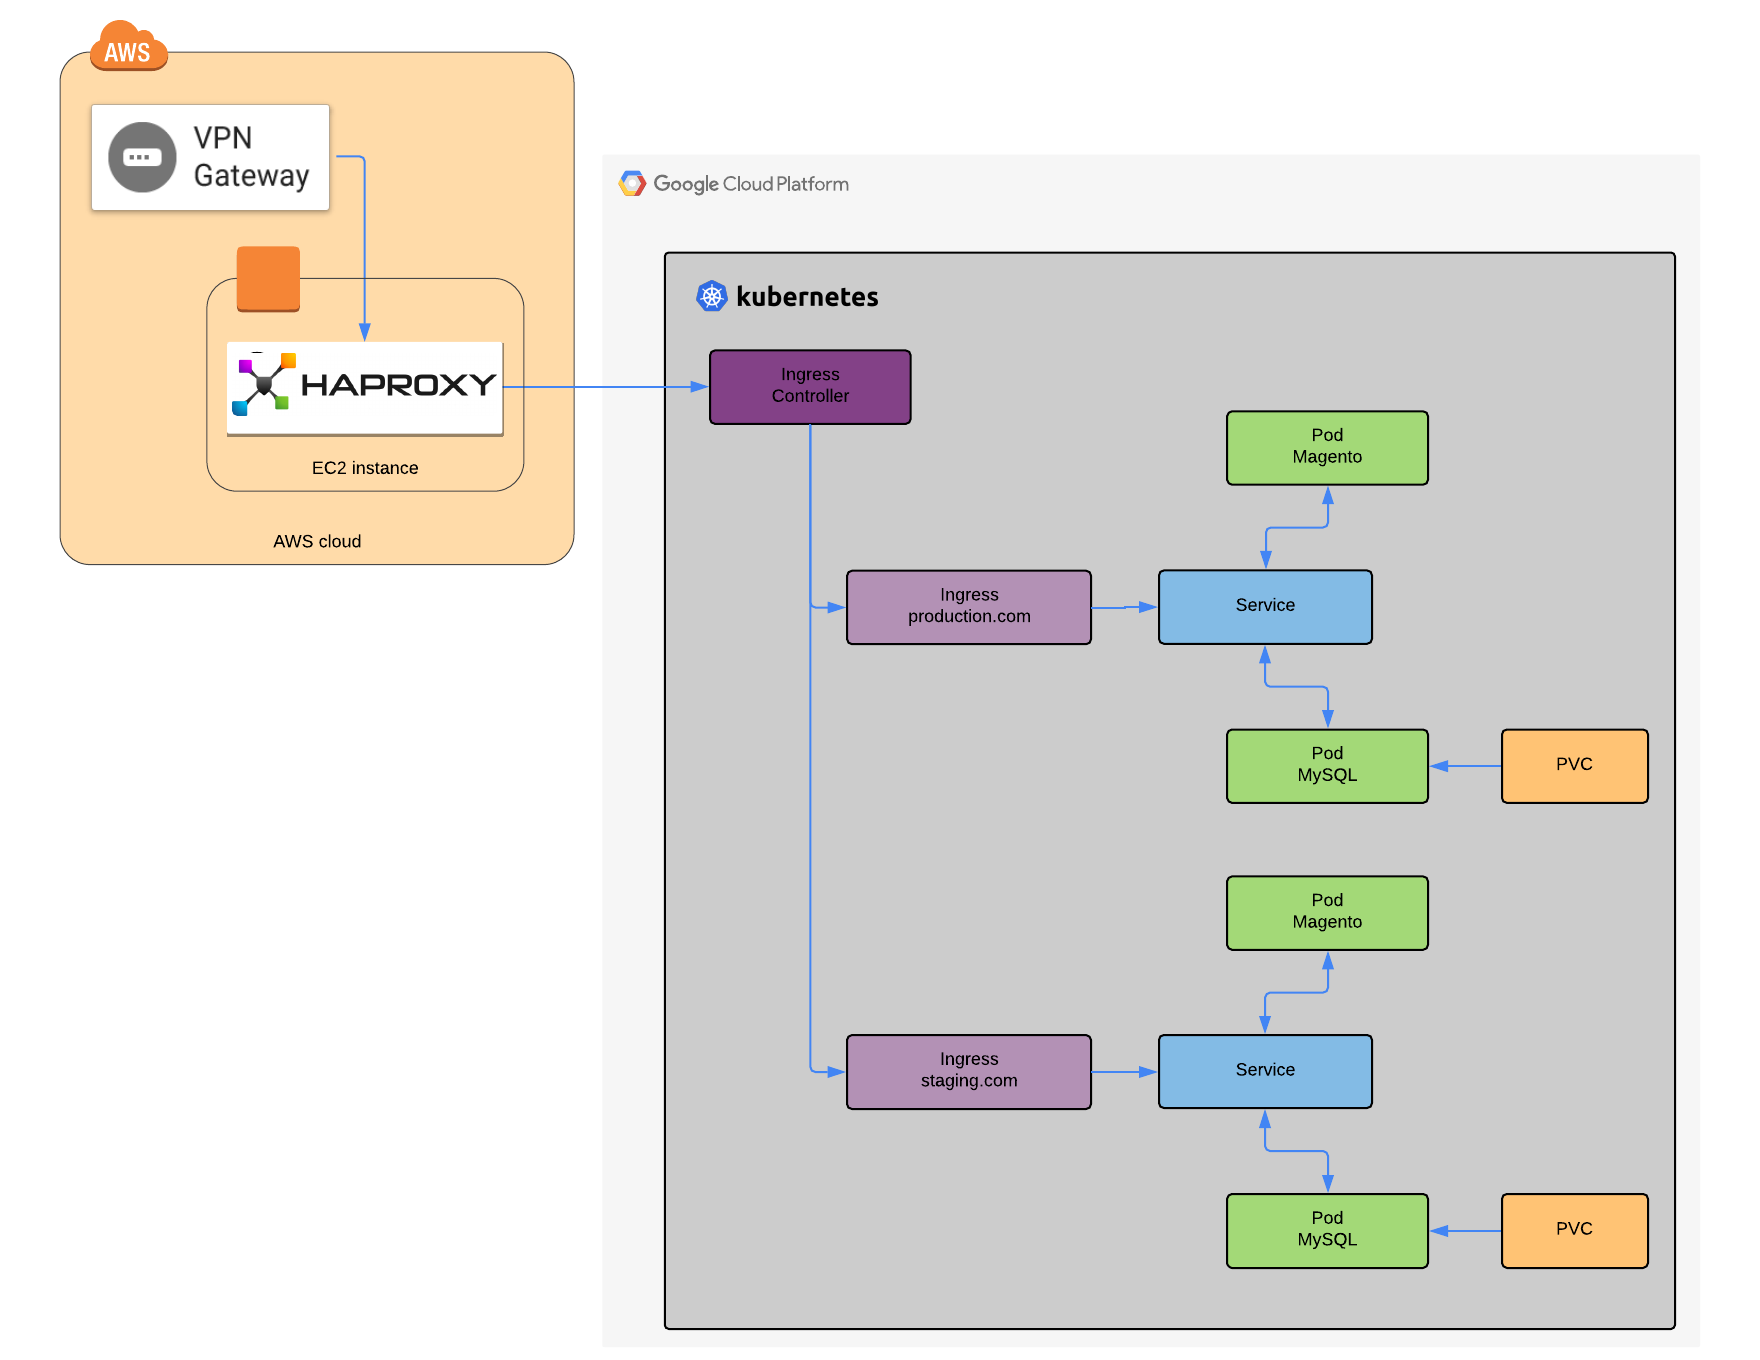 AWS
VPN
Gateway
HAPROXY
EC2 instance
AWS cloud
Google Cloud Platform
kubernetes
Ingress
Controller
Pod
Magento
Ingress
production.com
Service
Pod
MySQL
PVC
Pod
Magento
Ingress
staging.com
Service
Pod
MySQL
PVC